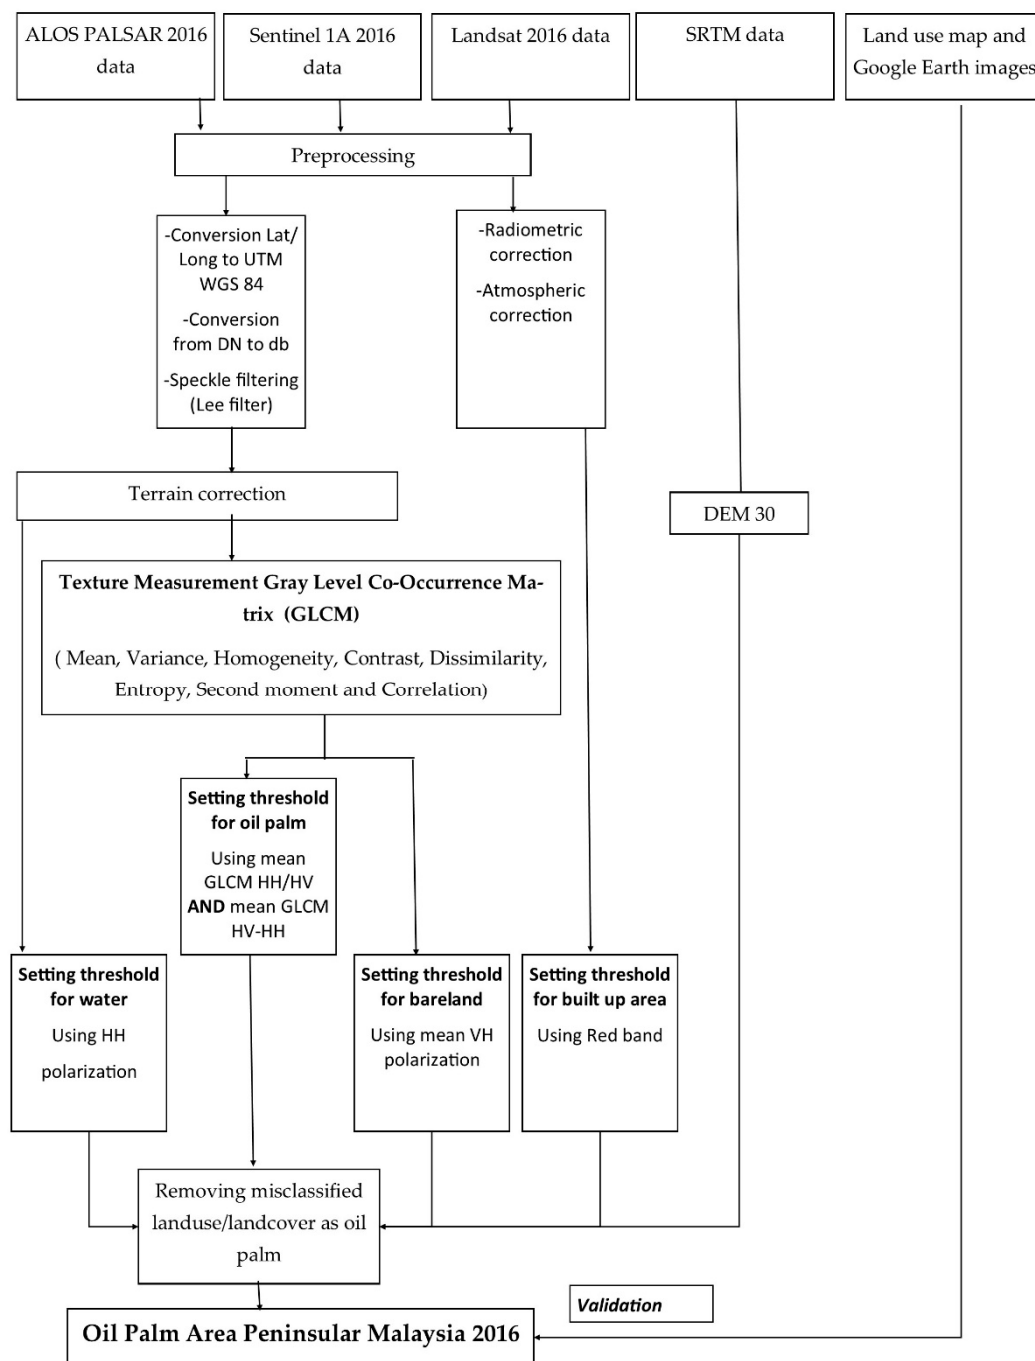 ALOS PALSAR 2016
data
Sentinel 1A 2016
data
Landsat 2016 data
SRTM data
Land use map and
Google Earth images
Preprocessing
-Conversion Lat/
Long to UTM
WGS 84
-Conversion
from DN to db
-Speckle filtering
(Lee filter)
-Radiometric
correction
-Atmospheric
correction
Terrain correction
DEM 30
Texture Measurement Gray Level Co-Occurrence Ma-
trix (GLCM)
( Mean, Variance, Homogeneity, Contrast, Dissimilarity,
Entropy, Second moment and Correlation)
Setting threshold
for oil palm
Using mean
GLCM HH/HV
AND mean GLCM
HV-HH
Setting threshold
for water
Using HH
polarization
Setting threshold
for bareland
Using mean VH
polarization
Setting threshold
for built up area
Using Red band
Removing misclassified
landuse/landcover as oil
palm
Validation
Oil Palm Area Peninsular Malaysia 2016